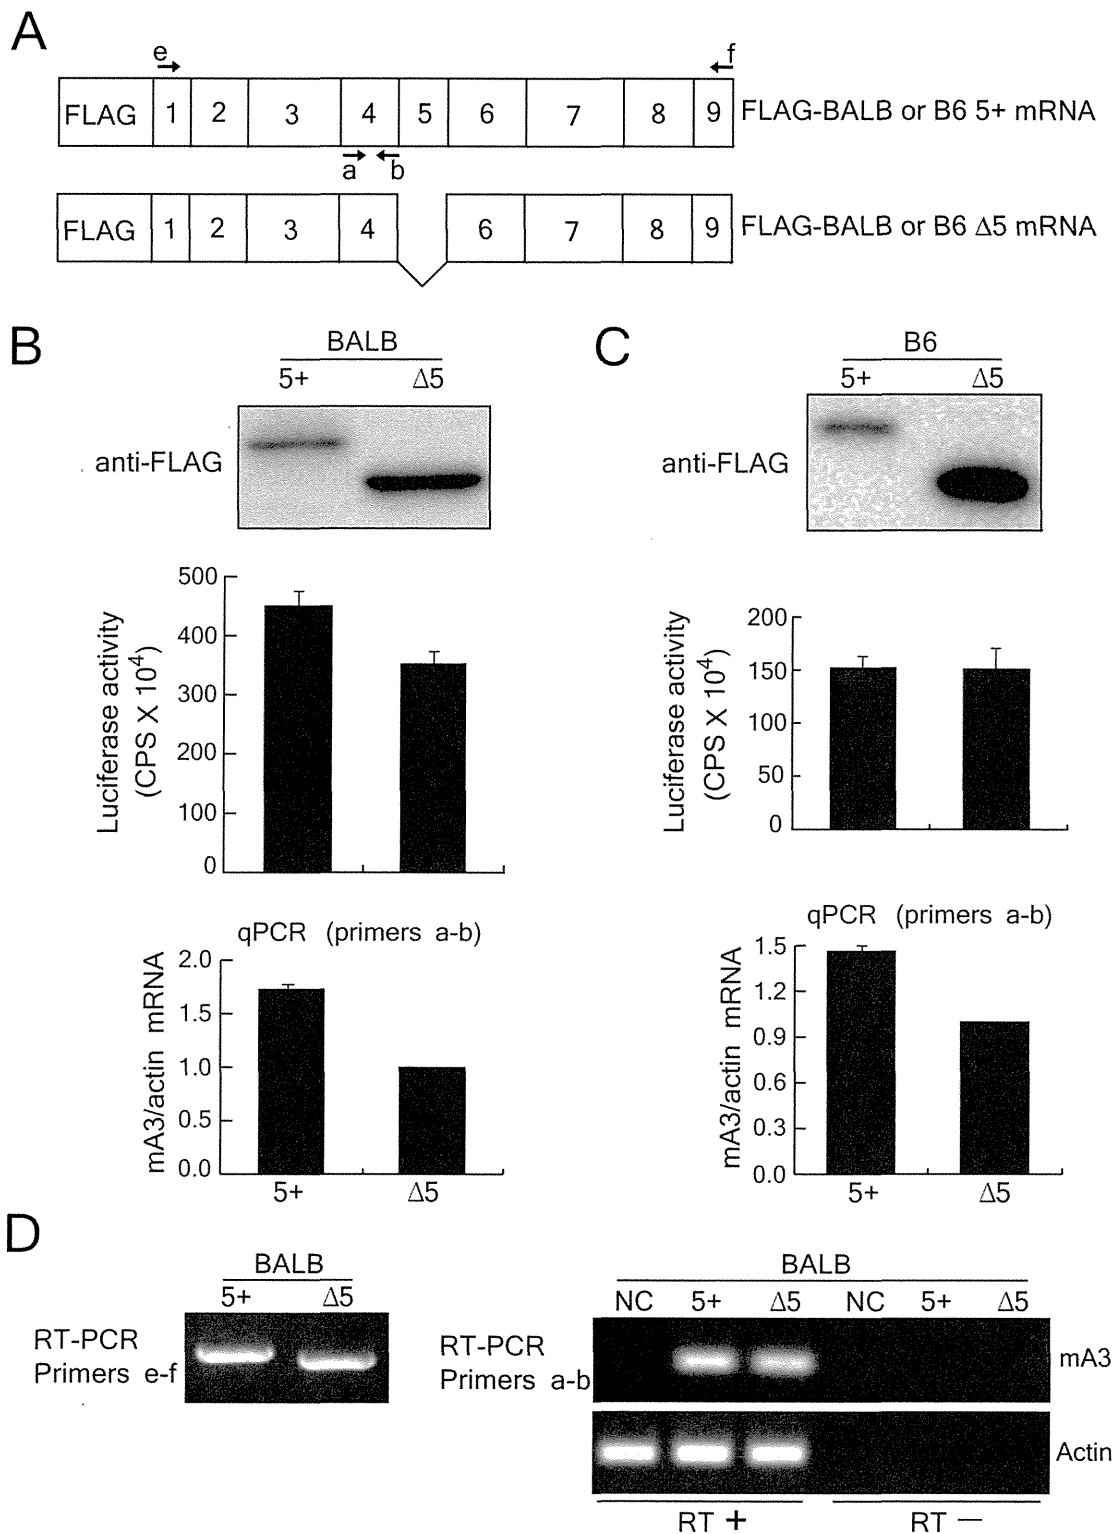 A
e
f
FLAG 1 2 3 4 5 6 7 8 9 FLAG-BALB or B6 5+ mRNA
a b
FLAG 1 2 3 4 6 7 8 9 FLAG-BALB or B6 Δ5 mRNA
B
BALB
5+ Δ5
anti-FLAG
Luciferase activity
(CPS X 10⁴)
500
400
300
200
100
0
qPCR (primers a-b)
mA3/actin mRNA
2.0
1.5
1.0
0.5
0.0
5+ Δ5
C
B6
5+ Δ5
anti-FLAG
Luciferase activity
(CPS X 10⁴)
200
150
100
50
0
qPCR (primers a-b)
mA3/actin mRNA
1.5
1.2
0.9
0.6
0.3
0.0
5+ Δ5
D
BALB
5+ Δ5
RT-PCR
Primers e-f
BALB
NC 5+ Δ5 NC 5+ Δ5
RT-PCR
Primers a-b
mA3
Actin
RT + RT −